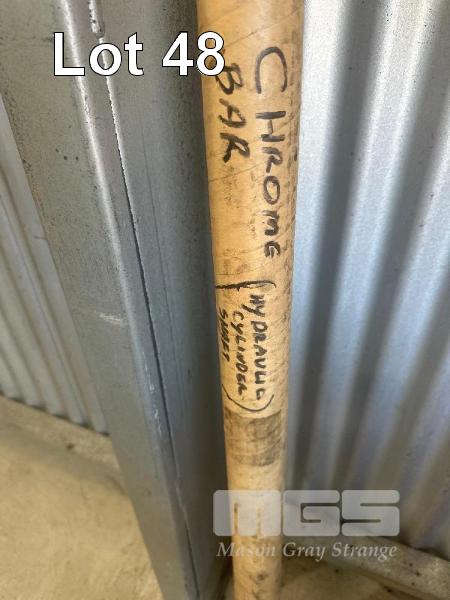 Lot 48
CHROME
BAR
(HYDRAULIC
CYLINDER
SHAFT)
MGS
Mason Gray Strange